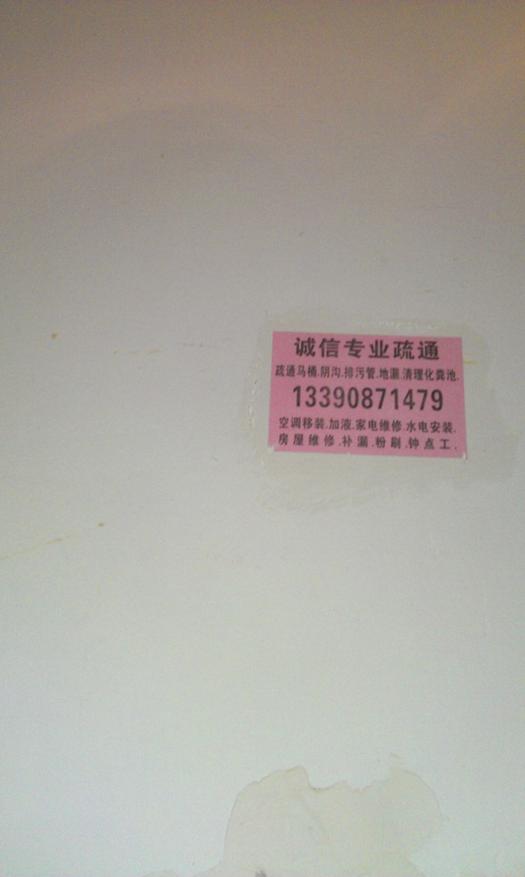 诚信专业疏通
疏通马桶.阴沟.排污管.地漏.清理化粪池.
13390871479
空调移装.加液.家电维修.水电安装.
房屋维修.补漏.粉刷.钟点工.